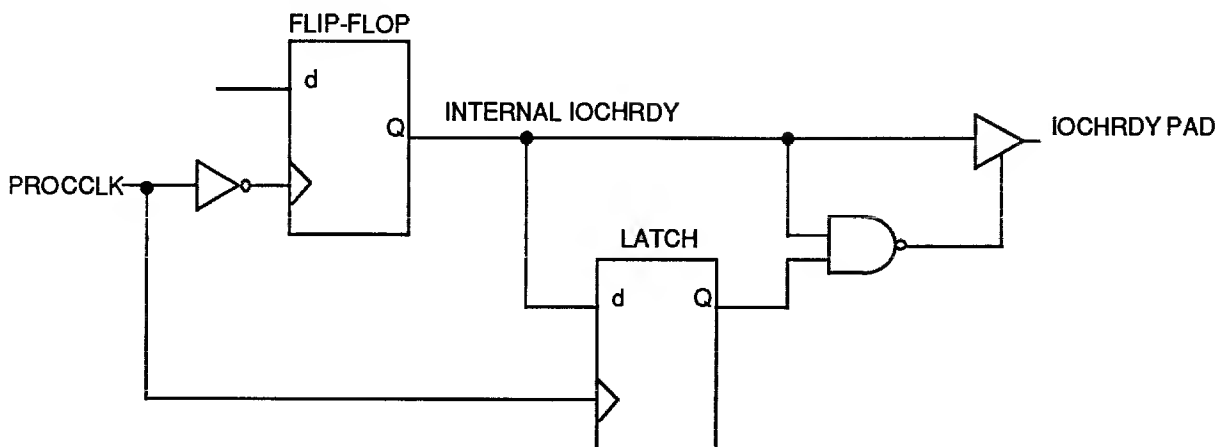 FLIP-FLOP
d
Q
INTERNAL IOCHRDY
IOCHRDY PAD
PROCCLK
LATCH
d
Q